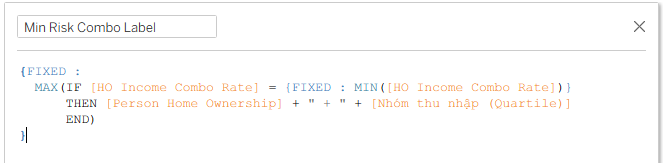 Min Risk Combo Label
{FIXED :
MAX(IF [HO Income Combo Rate] = {FIXED : MIN([HO Income Combo Rate])}
THEN [Person Home Ownership] + " + " + [Nhóm thu nhập (Quartile)]
END)
}